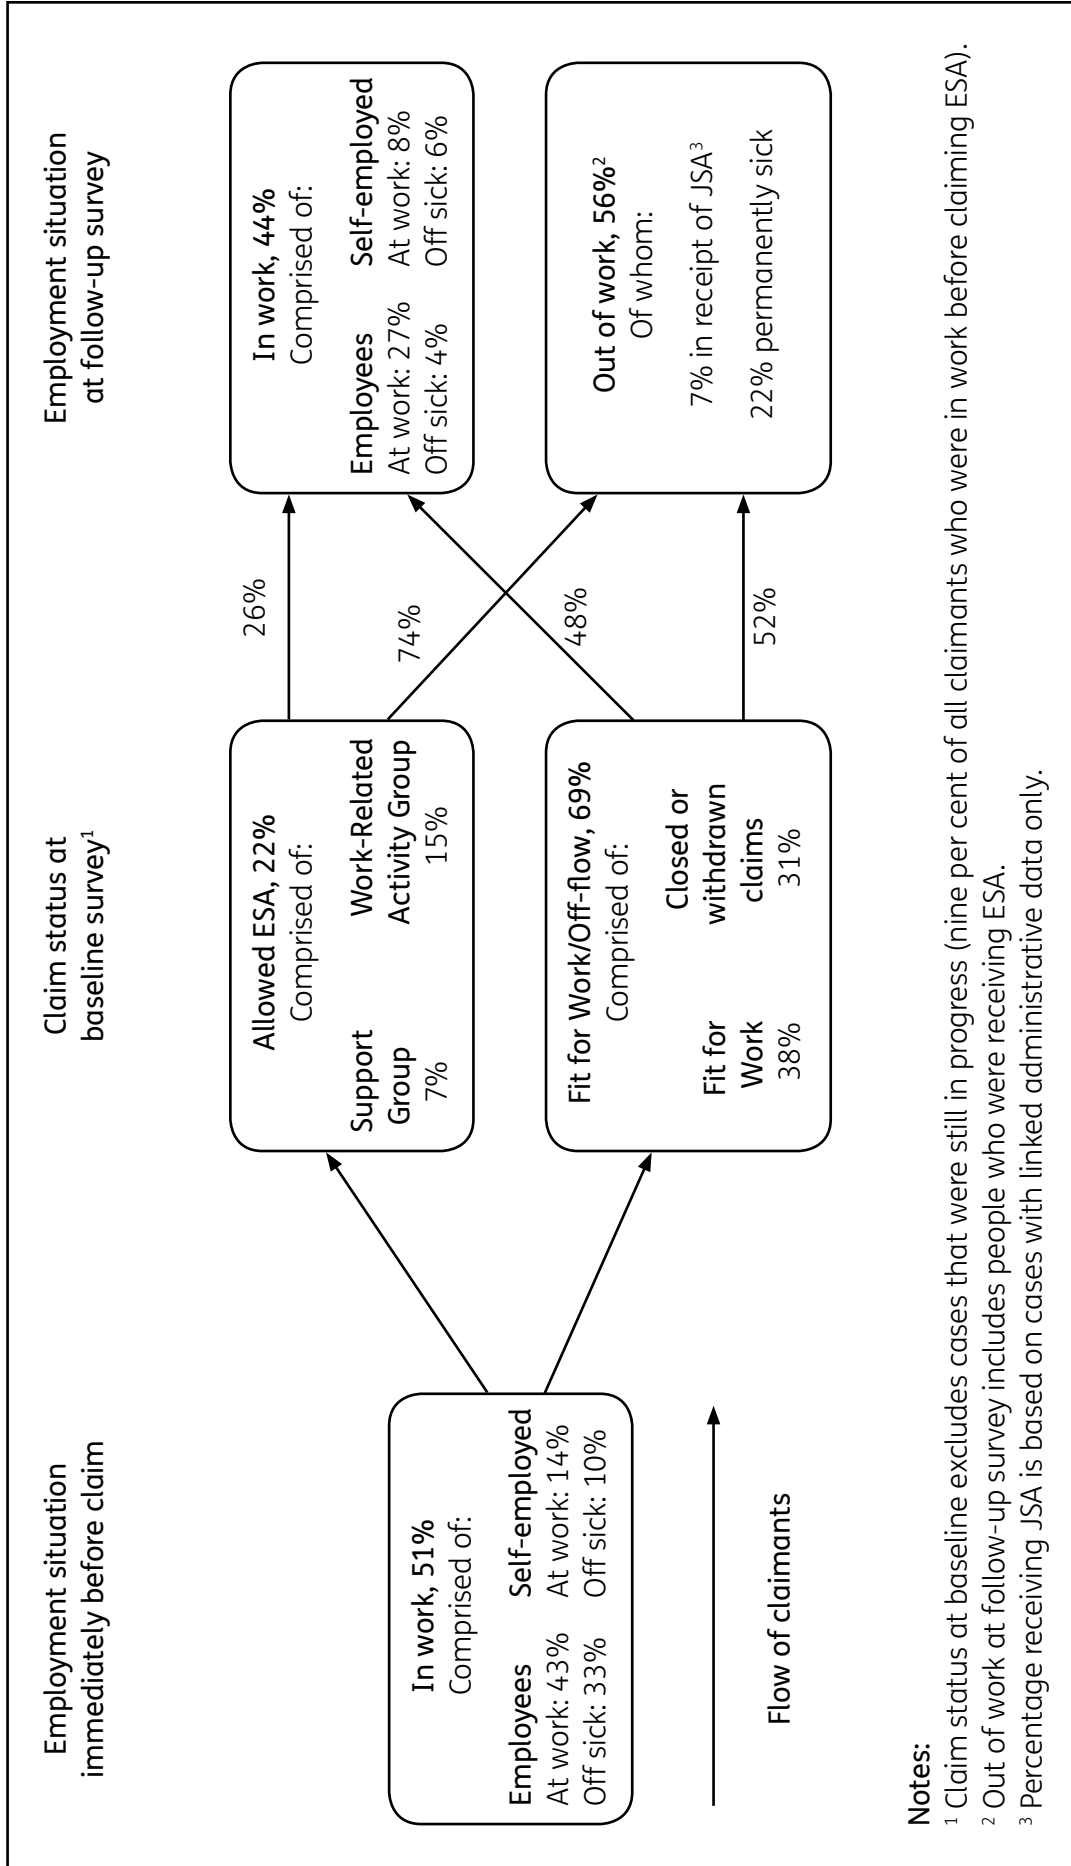 Employment situation
immediately before claim
Claim status at
baseline survey¹
Employment situation
at follow-up survey
In work, 51%
Comprised of:
Employees Self-employed
At work: 43% At work: 14%
Off sick: 33% Off sick: 10%
Flow of claimants
Allowed ESA, 22%
Comprised of:
Support Work-Related
Group Activity Group
7% 15%
Fit for Work/Off-flow, 69%
Comprised of:
Closed or
Fit for withdrawn
Work claims
38% 31%
26%
74%
48%
52%
In work, 44%
Comprised of:
Employees Self-employed
At work: 27% At work: 8%
Off sick: 4% Off sick: 6%
Out of work, 56%²
Of whom:
7% in receipt of JSA³
22% permanently sick
Notes:
¹ Claim status at baseline excludes cases that were still in progress (nine per cent of all claimants who were in work before claiming ESA).
² Out of work at follow-up survey includes people who were receiving ESA.
³ Percentage receiving JSA is based on cases with linked administrative data only.